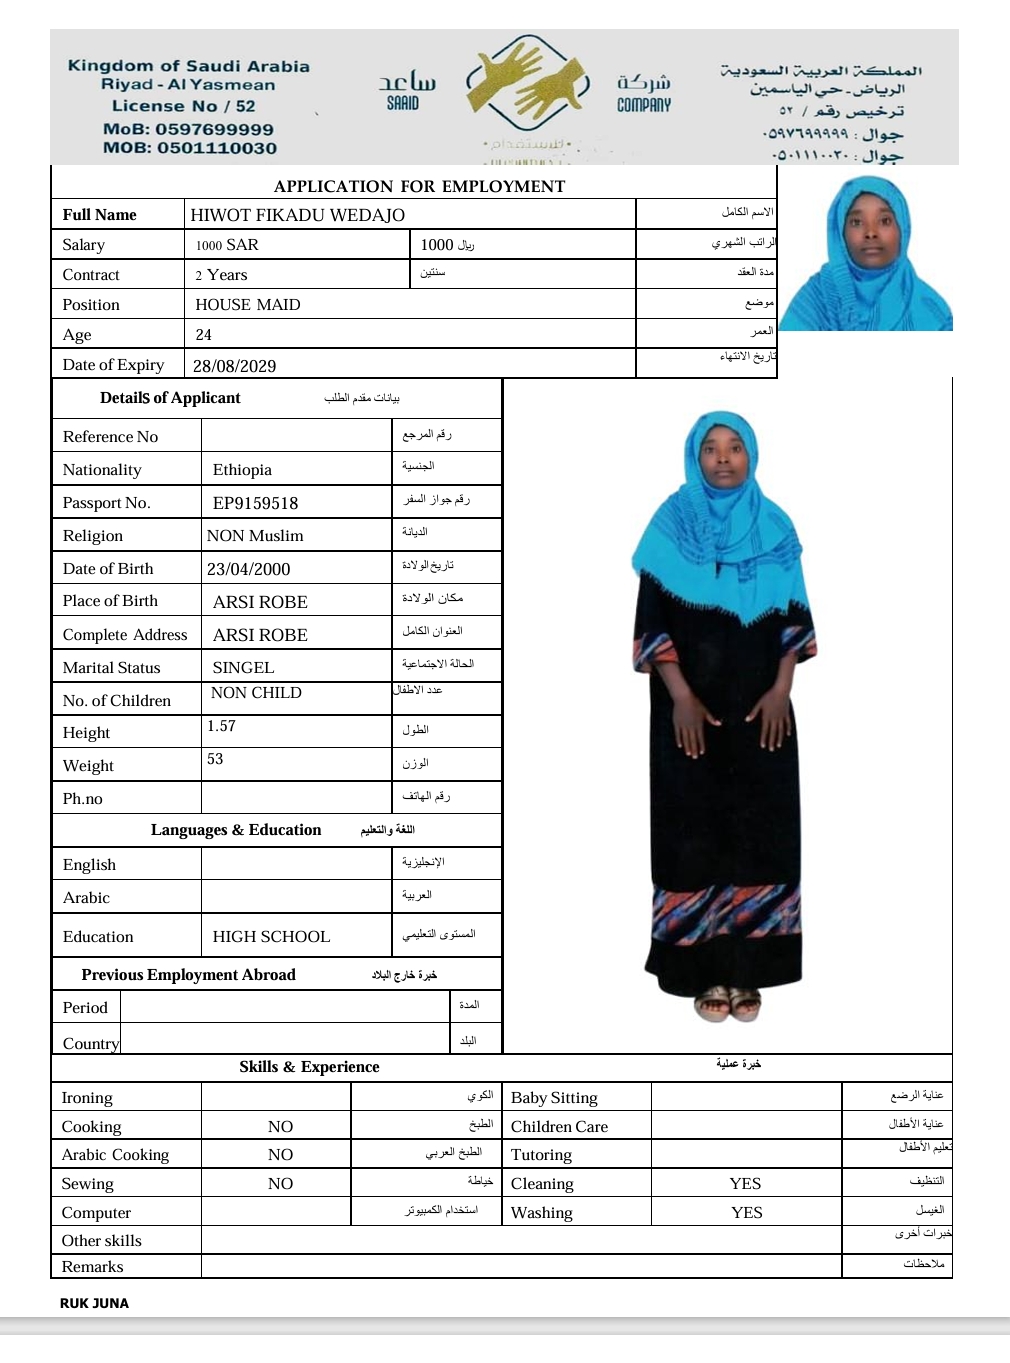 Kingdom of Saudi Arabia
Riyad - Al Yasmean
License No / 52
MoB: 0597699999
MOB: 0501110030
ساعد
SAAID
شركة
COMPANY
للاستقدام
المملكة العربية السعودية
الرياض - حي الياسمين
ترخيص رقم / ٥٢
جوال : ٠٥٩٧٦٩٩٩٩٩
جوال : ٠٥٠١١١٠٠٣٠
APPLICATION FOR EMPLOYMENT
Full Name HIWOT FIKADU WEDAJO الاسم الكامل
Salary 1000 SAR 1000 ريال الراتب الشهري
Contract 2 Years سنتين مدة العقد
Position HOUSE MAID موضع
Age 24 العمر
Date of Expiry 28/08/2029 تاريخ الانتهاء
Details of Applicant بيانات مقدم الطلب
Reference No رقم المرجع
Nationality Ethiopia الجنسية
Passport No. EP9159518 رقم جواز السفر
Religion NON Muslim الديانة
Date of Birth 23/04/2000 تاريخ الولادة
Place of Birth ARSI ROBE مكان الولادة
Complete Address ARSI ROBE العنوان الكامل
Marital Status SINGEL الحالة الاجتماعية
No. of Children NON CHILD عدد الاطفال
Height 1.57 الطول
Weight 53 الوزن
Ph.no رقم الهاتف
Languages & Education اللغة والتعليم
English الإنجليزية
Arabic العربية
Education HIGH SCHOOL المستوى التعليمي
Previous Employment Abroad خبرة خارج البلاد
Period المدة
Country البلد
Skills & Experience خبرة عملية
Ironing الكوي Baby Sitting عناية الرضع
Cooking NO الطبخ Children Care عناية الأطفال
Arabic Cooking NO الطبخ العربي Tutoring تعليم الأطفال
Sewing NO خياطة Cleaning YES التنظيف
Computer استخدام الكمبيوتر Washing YES الغيسل
Other skills خبرات أخرى
Remarks ملاحظات
RUK JUNA